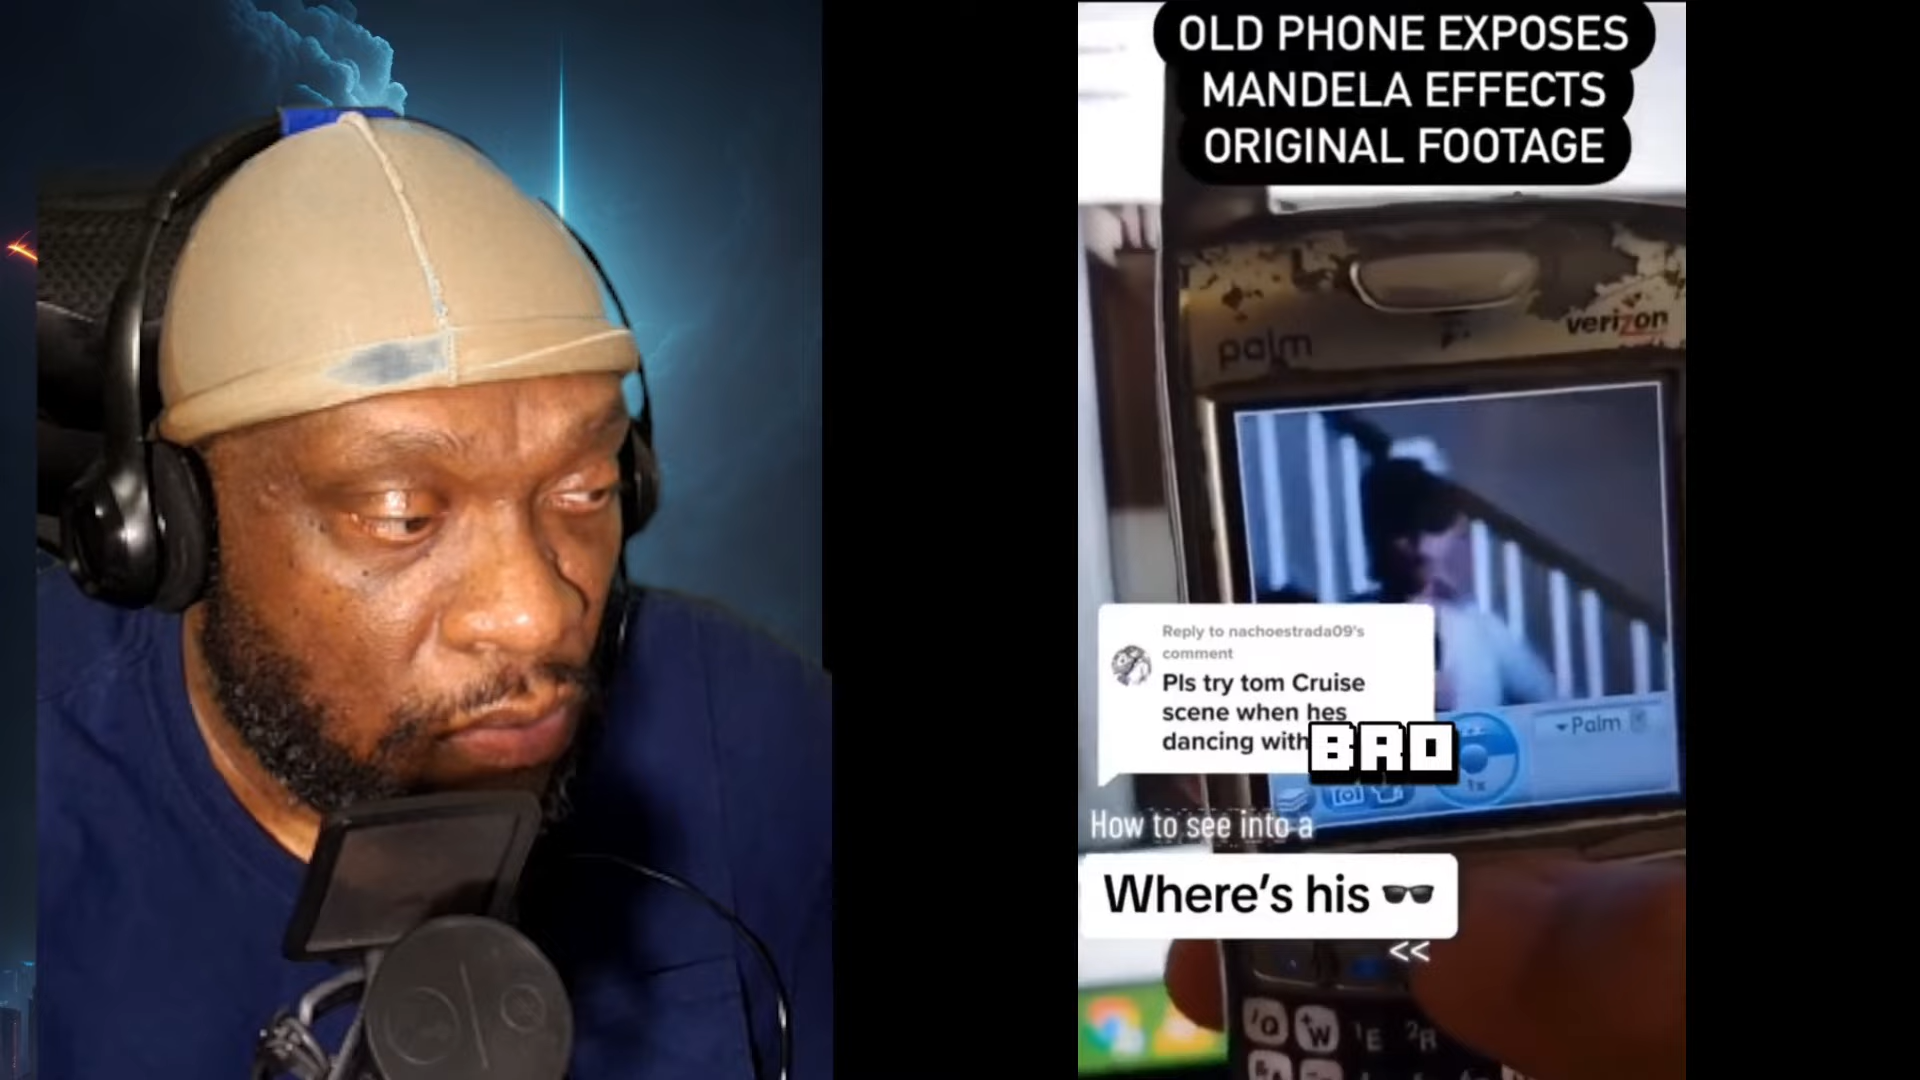 OLD PHONE EXPOSES
MANDELA EFFECTS
ORIGINAL FOOTAGE
verizon
palm
Reply to nachoestrada09's
comment
Pls try tom Cruise
scene when hes
dancing with
BRO
Palm
1x
How to see into a
Where's his 🕶️
<<
Q
W
E
R